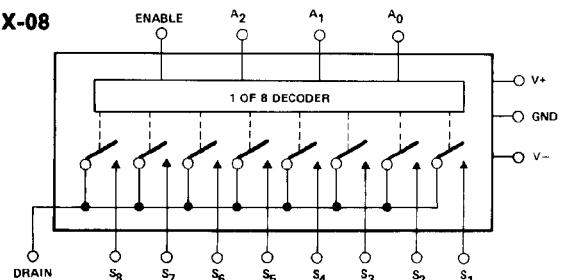 X-08
ENABLE A2 A1 A0
1 OF 8 DECODER
V+
GND
V−
DRAIN S8 S7 S6 S5 S4 S3 S2 S1